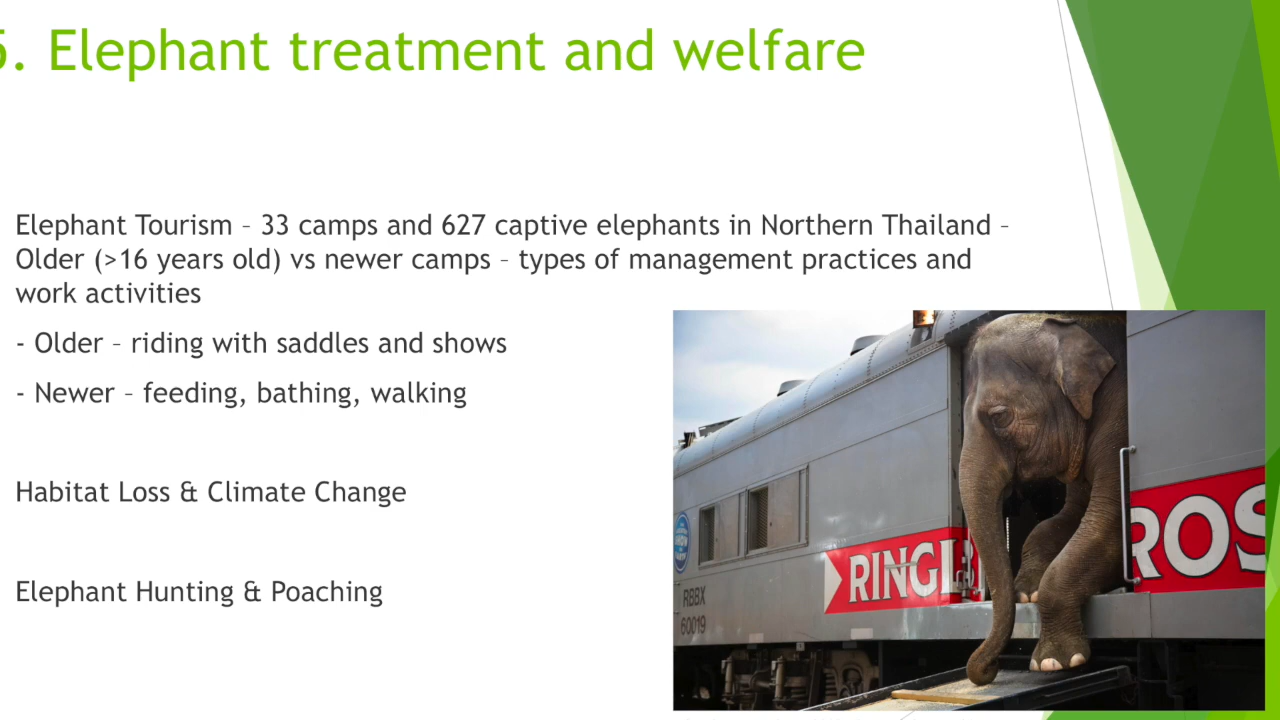 . Elephant treatment and welfare
Elephant Tourism – 33 camps and 627 captive elephants in Northern Thailand –
Older (>16 years old) vs newer camps – types of management practices and
work activities
- Older – riding with saddles and shows
- Newer – feeding, bathing, walking
Habitat Loss & Climate Change
Elephant Hunting & Poaching
RINGL
ROS
RBBX
60019